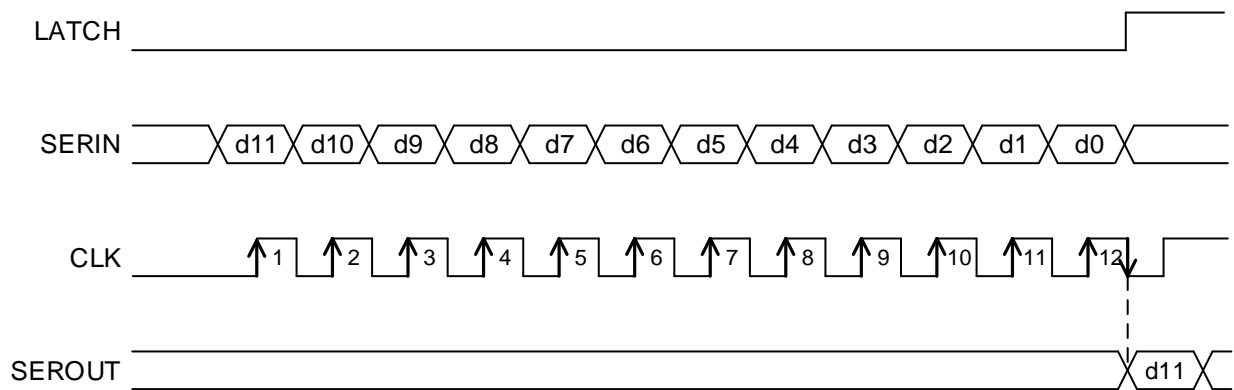 LATCH
SERIN d11 d10 d9 d8 d7 d6 d5 d4 d3 d2 d1 d0
CLK 1 2 3 4 5 6 7 8 9 10 11 12
SEROUT d11